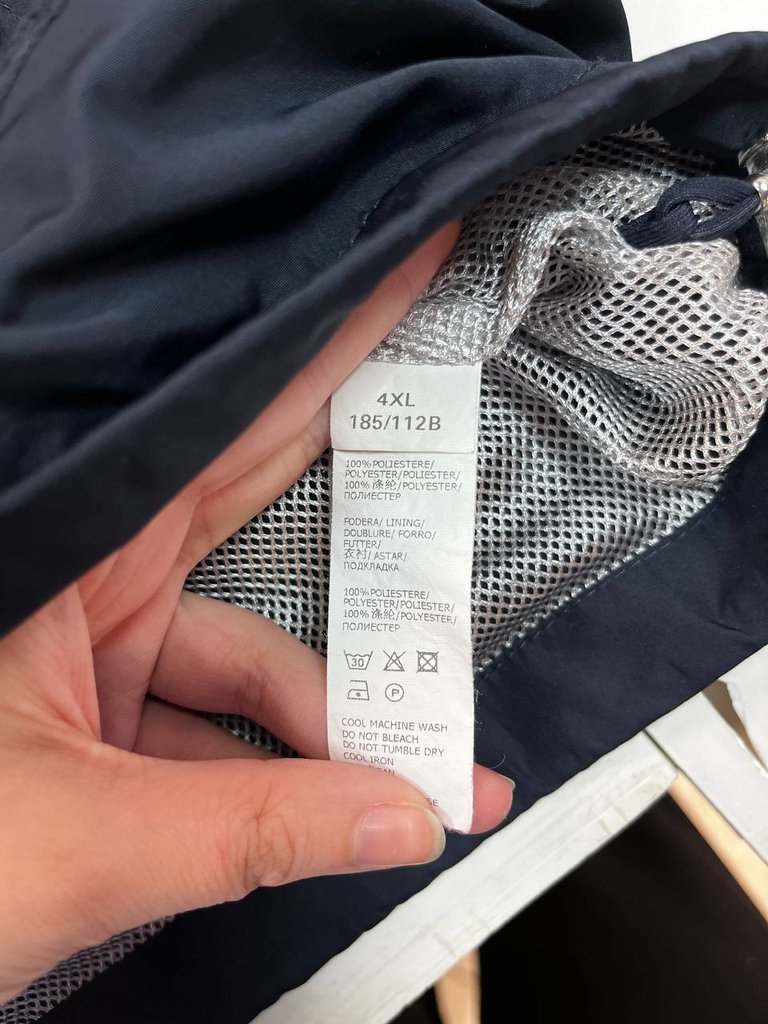 4XL
185/112B
100% POLIESTERE/
POLYESTER/POLIESTER/
100% 涤纶/POLYESTER/
ПОЛИЕСТЕР
FODERA/ LINING/
DOUBLURE/ FORRO/
FUTTER/
衣衬/ ASTAR/
ПОДКЛАДКА
100% POLIESTERE/
POLYESTER/POLIESTER/
100% 涤纶/POLYESTER/
ПОЛИЕСТЕР
30
P
COOL MACHINE WASH
DO NOT BLEACH
DO NOT TUMBLE DRY
COOL IRON